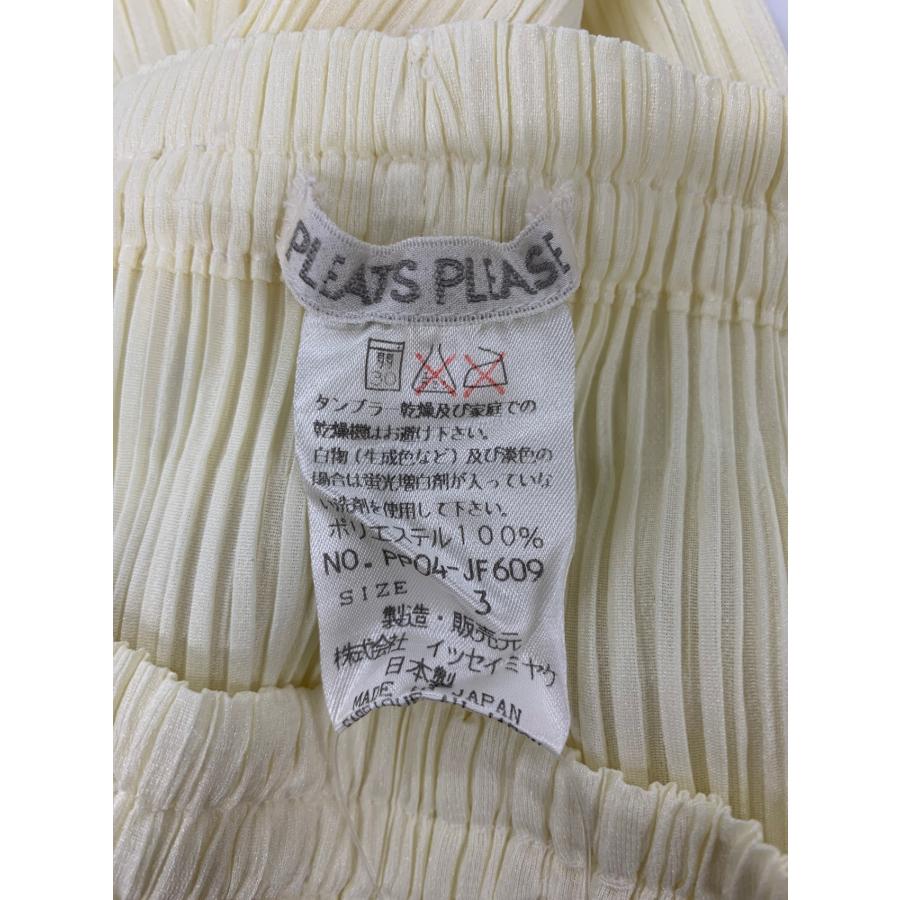 PLEATS PLEASE
弱
30
タンブラー乾燥及び家庭での
乾燥機はお避け下さい。
白物(生成色など)及び淡色の
場合は蛍光増白剤が入っていな
い洗剤を使用して下さい。
ポリエステル100%
NO. PP04-JF609
SIZE 3
製造・販売元
株式会社 イッセイミヤケ
日本製
MADE IN JAPAN